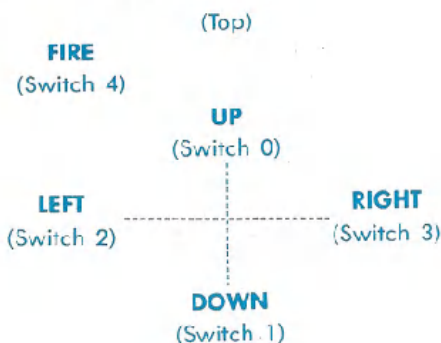 (Top)
FIRE
(Switch 4)
UP
(Switch 0)
LEFT
(Switch 2)
RIGHT
(Switch 3)
DOWN
(Switch 1)